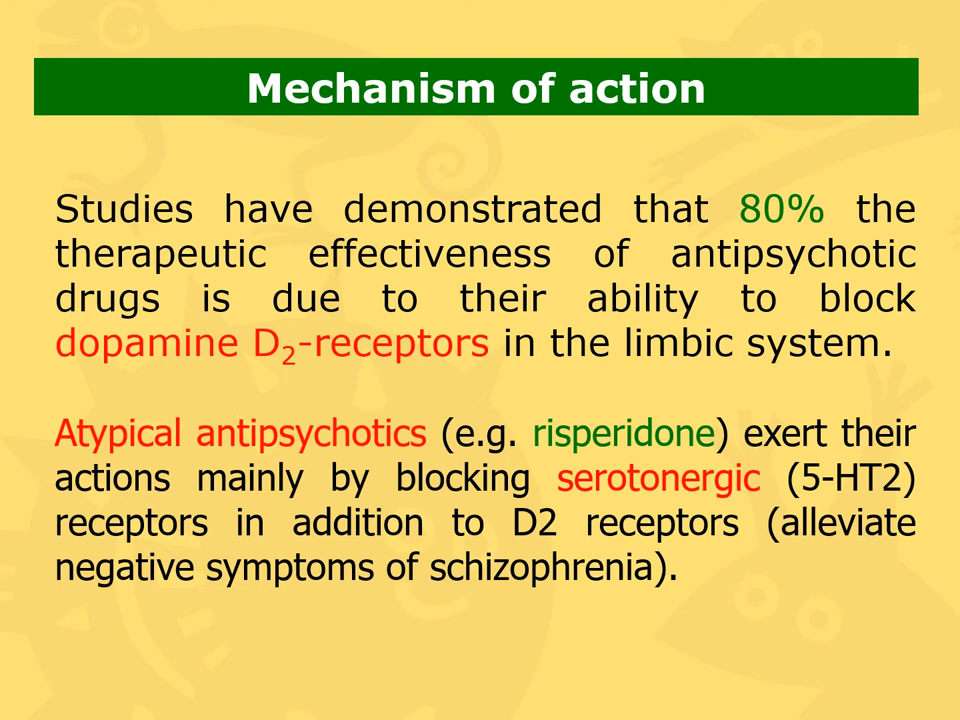 Mechanism of action
Studies have demonstrated that 80% the
therapeutic effectiveness of antipsychotic
drugs is due to their ability to block
dopamine D₂-receptors in the limbic system.
Atypical antipsychotics (e.g. risperidone) exert their
actions mainly by blocking serotonergic (5-HT2)
receptors in addition to D2 receptors (alleviate
negative symptoms of schizophrenia).